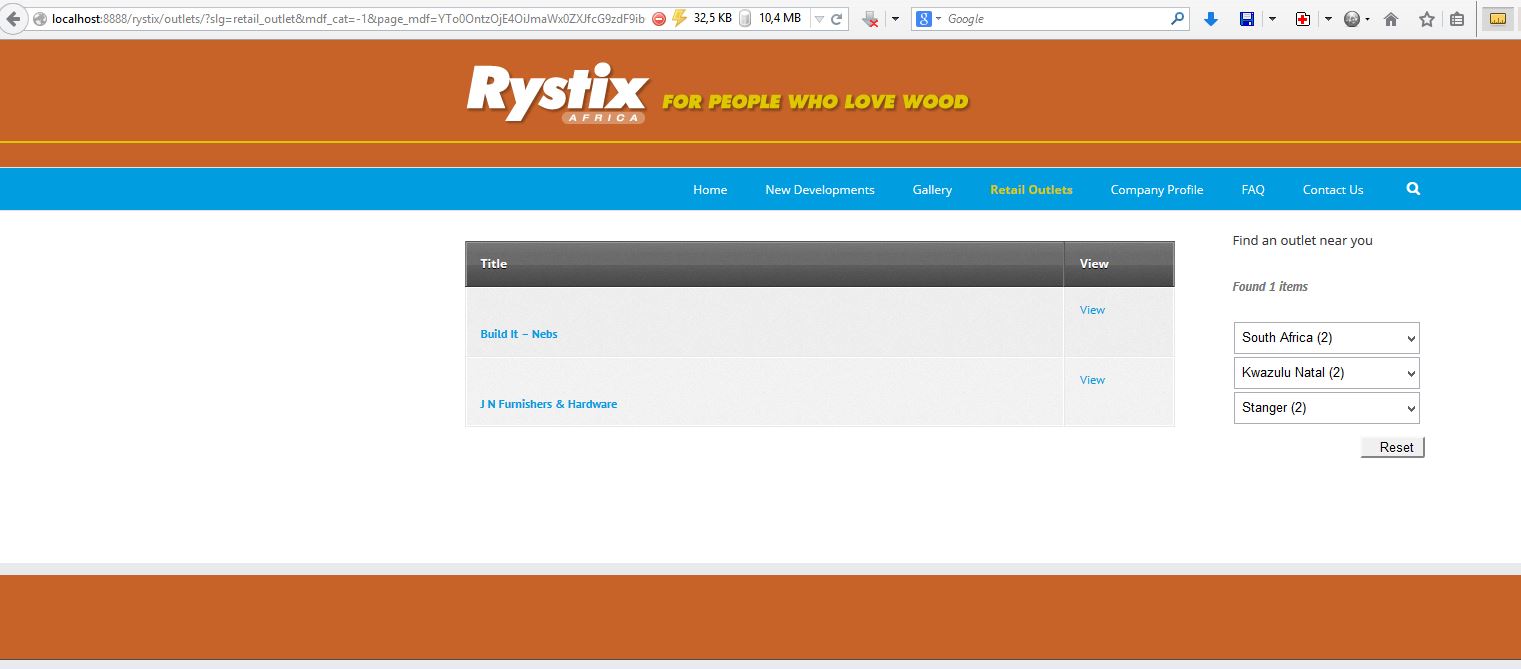 localhost:8888/rystix/outlets/?slg=retail_outlet&mdf_cat=-1&page_mdf=YTo0OntzOjE4OiJmaWx0ZXJfcG9zdF9ib 32,5 KB 10,4 MB Google
Rystix
AFRICA
FOR PEOPLE WHO LOVE WOOD
Home New Developments Gallery Retail Outlets Company Profile FAQ Contact Us
Title View
View
Build It – Nebs
View
J N Furnishers & Hardware
Find an outlet near you
Found 1 items
South Africa (2)
Kwazulu Natal (2)
Stanger (2)
Reset